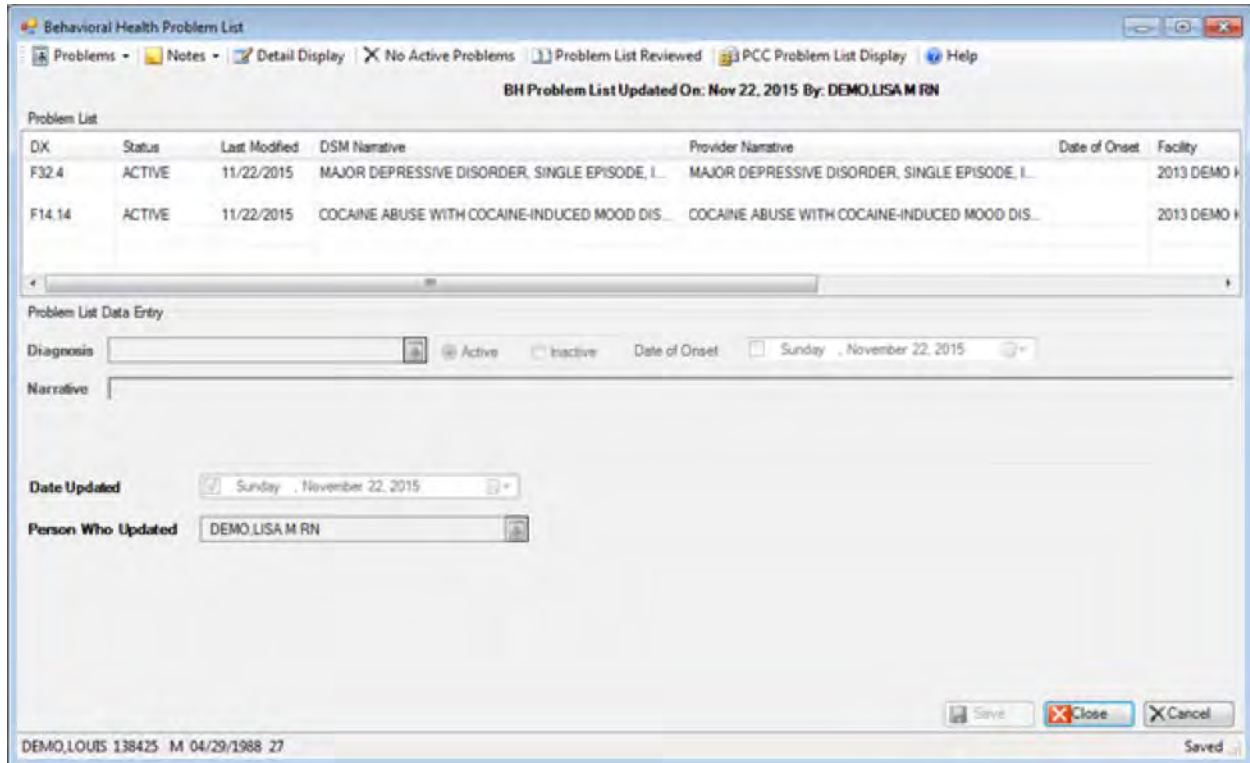 Behavioral Health Problem List
Problems Notes Detail Display No Active Problems Problem List Reviewed PCC Problem List Display Help
BH Problem List Updated On: Nov 22, 2015 By: DEMO,LISA M RN
Problem List
DX Status Last Modified DSM Narrative Provider Narrative Date of Onset Facility
F32.4 ACTIVE 11/22/2015 MAJOR DEPRESSIVE DISORDER, SINGLE EPISODE, I... MAJOR DEPRESSIVE DISORDER, SINGLE EPISODE, I... 2013 DEMO
F14.14 ACTIVE 11/22/2015 COCAINE ABUSE WITH COCAINE-INDUCED MOOD DIS... COCAINE ABUSE WITH COCAINE-INDUCED MOOD DIS... 2013 DEMO
Problem List Data Entry
Diagnosis Active Inactive Date of Onset Sunday , November 22, 2015
Narrative
Date Updated Sunday , November 22, 2015
Person Who Updated DEMO,LISA M RN
Save Close Cancel
DEMO,LOUIS 138425 M 04/29/1988 27 Saved